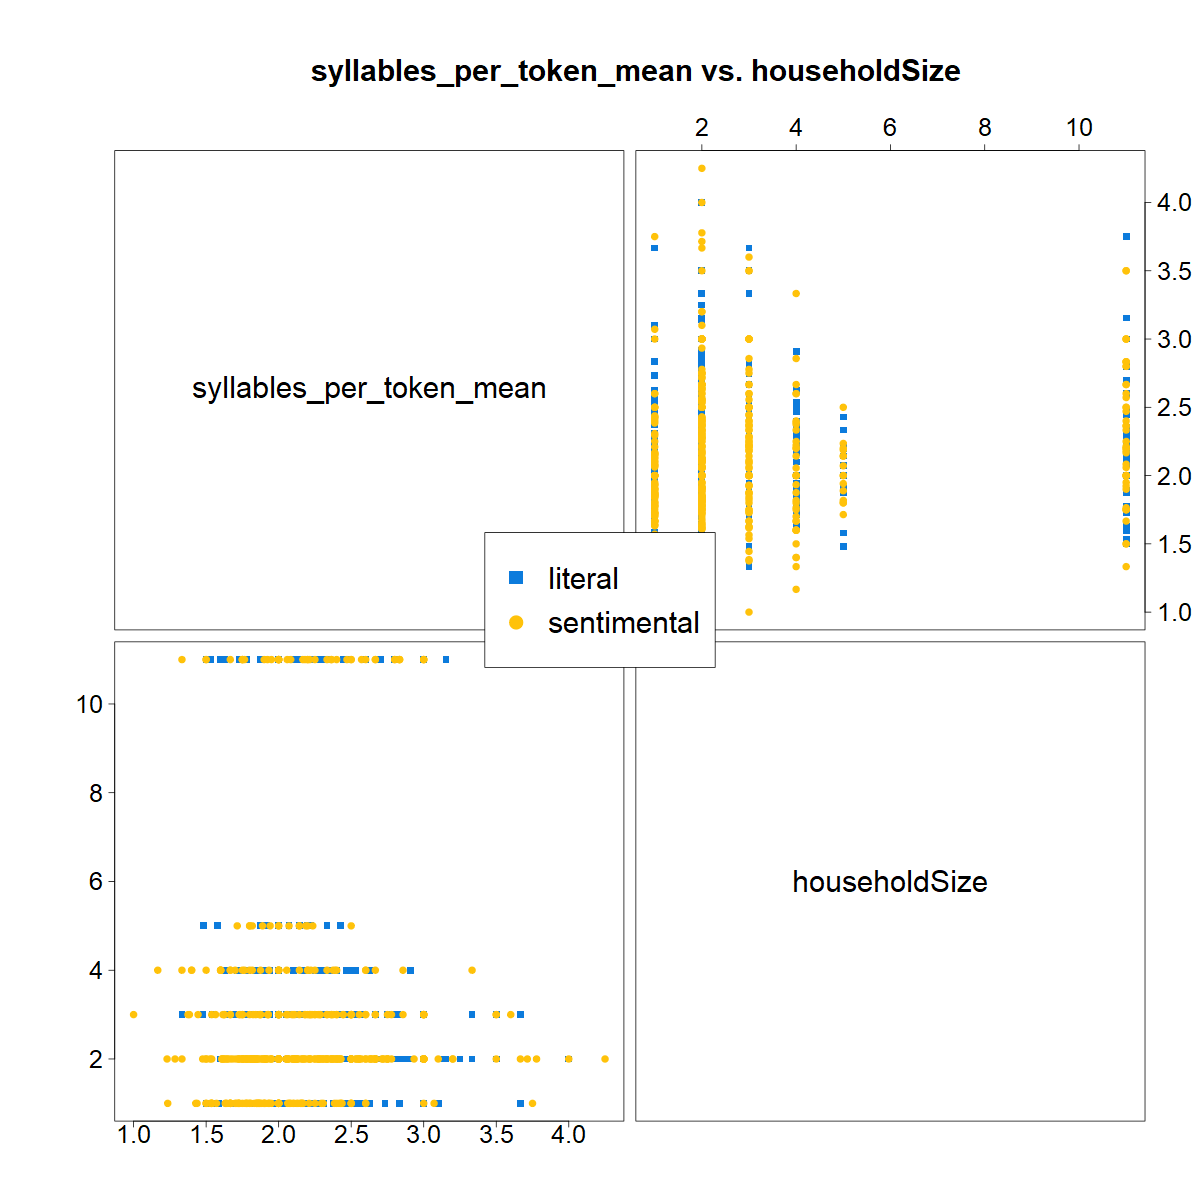 syllables_per_token_mean vs. householdSize
2 4 6 8 10
syllables_per_token_mean
4.0
3.5
3.0
2.5
2.0
1.5
1.0
literal
sentimental
10
8
6
4
2
householdSize
1.0 1.5 2.0 2.5 3.0 3.5 4.0